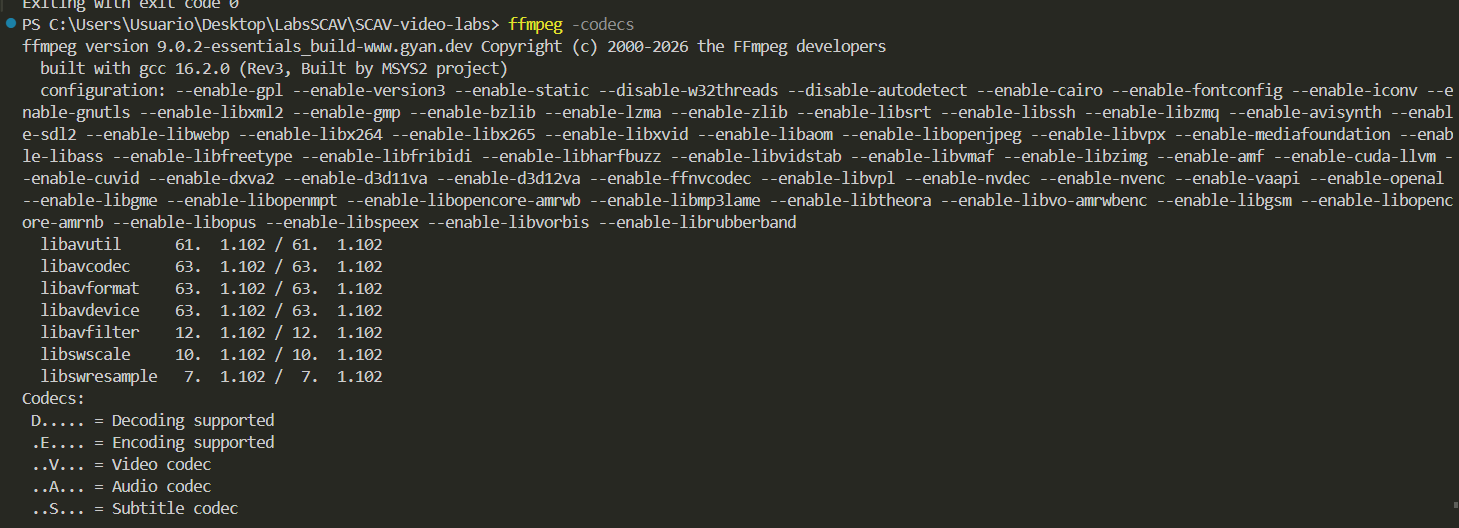 Exiting with exit code 0
PS C:\Users\Usuario\Desktop\LabsSCAV\SCAV-video-labs> ffmpeg -codecs
ffmpeg version 9.0.2-essentials_build-www.gyan.dev Copyright (c) 2000-2026 the FFmpeg developers
  built with gcc 16.2.0 (Rev3, Built by MSYS2 project)
  configuration: --enable-gpl --enable-version3 --enable-static --disable-w32threads --disable-autodetect --enable-cairo --enable-fontconfig --enable-iconv --e
nable-gnutls --enable-libxml2 --enable-gmp --enable-bzlib --enable-lzma --enable-zlib --enable-libsrt --enable-libssh --enable-libzmq --enable-avisynth --enabl
e-sdl2 --enable-libwebp --enable-libx264 --enable-libx265 --enable-libxvid --enable-libaom --enable-libopenjpeg --enable-libvpx --enable-mediafoundation --enab
le-libass --enable-libfreetype --enable-libfribidi --enable-libharfbuzz --enable-libvidstab --enable-libvmaf --enable-libzimg --enable-amf --enable-cuda-llvm -
-enable-cuvid --enable-dxva2 --enable-d3d11va --enable-d3d12va --enable-ffnvcodec --enable-libvpl --enable-nvdec --enable-nvenc --enable-vaapi --enable-openal
--enable-libgme --enable-libopenmpt --enable-libopencore-amrwb --enable-libmp3lame --enable-libtheora --enable-libvo-amrwbenc --enable-libgsm --enable-libopenc
ore-amrnb --enable-libopus --enable-libspeex --enable-libvorbis --enable-librubberband
  libavutil      61.  1.102 / 61.  1.102
  libavcodec     63.  1.102 / 63.  1.102
  libavformat    63.  1.102 / 63.  1.102
  libavdevice    63.  1.102 / 63.  1.102
  libavfilter    12.  1.102 / 12.  1.102
  libswscale     10.  1.102 / 10.  1.102
  libswresample   7.  1.102 /  7.  1.102
Codecs:
 D..... = Decoding supported
 .E.... = Encoding supported
 ..V... = Video codec
 ..A... = Audio codec
 ..S... = Subtitle codec